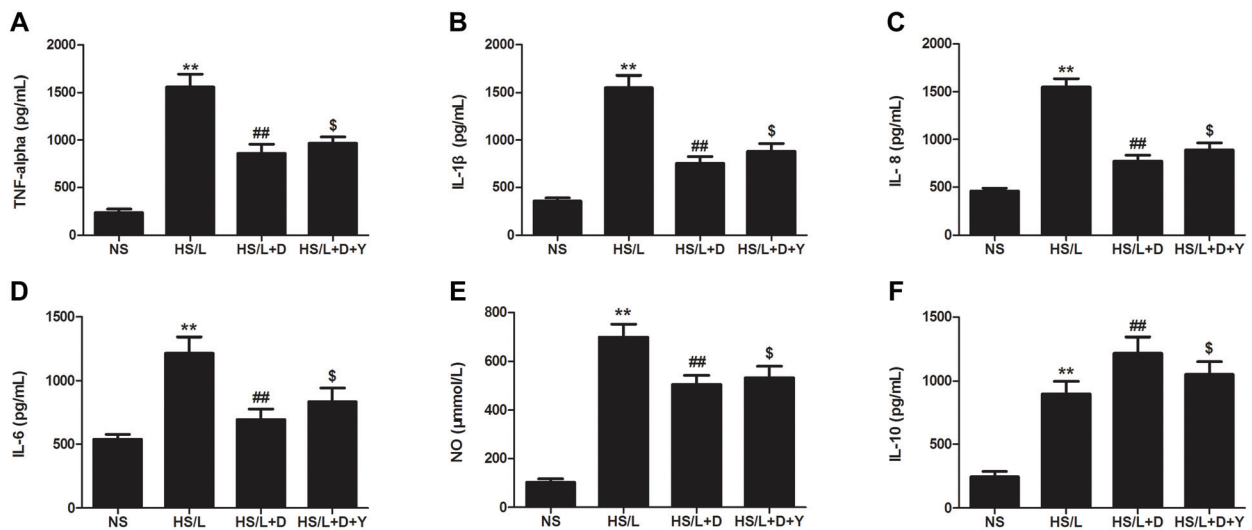 A
TNF-alpha (pg/mL)
2000
1500
1000
500
0
**
##
$
NS HS/L HS/L+D HS/L+D+Y
B
IL-1β (pg/mL)
2000
1500
1000
500
0
**
##
$
NS HS/L HS/L+D HS/L+D+Y
C
IL- 8 (pg/mL)
2000
1500
1000
500
0
**
##
$
NS HS/L HS/L+D HS/L+D+Y
D
IL-6 (pg/mL)
1500
1000
500
0
**
##
$
NS HS/L HS/L+D HS/L+D+Y
E
NO (μmmol/L)
800
600
400
200
0
**
##
$
NS HS/L HS/L+D HS/L+D+Y
F
IL-10 (pg/mL)
1500
1000
500
0
**
##
$
NS HS/L HS/L+D HS/L+D+Y